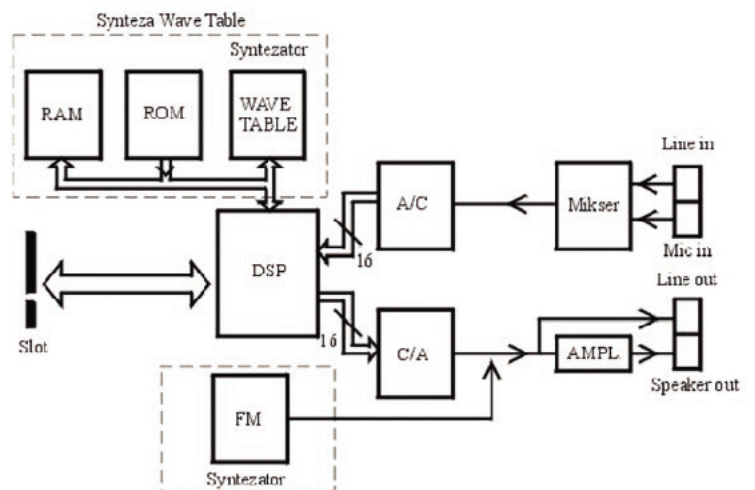 Synteza Wave Table
Syntezator
RAM
ROM
WAVE
TABLE
Line in
A/C
Mikser
16
Mic in
DSP
Line out
Slot
16
C/A
AMPL.
Speaker out
FM
Syntezator